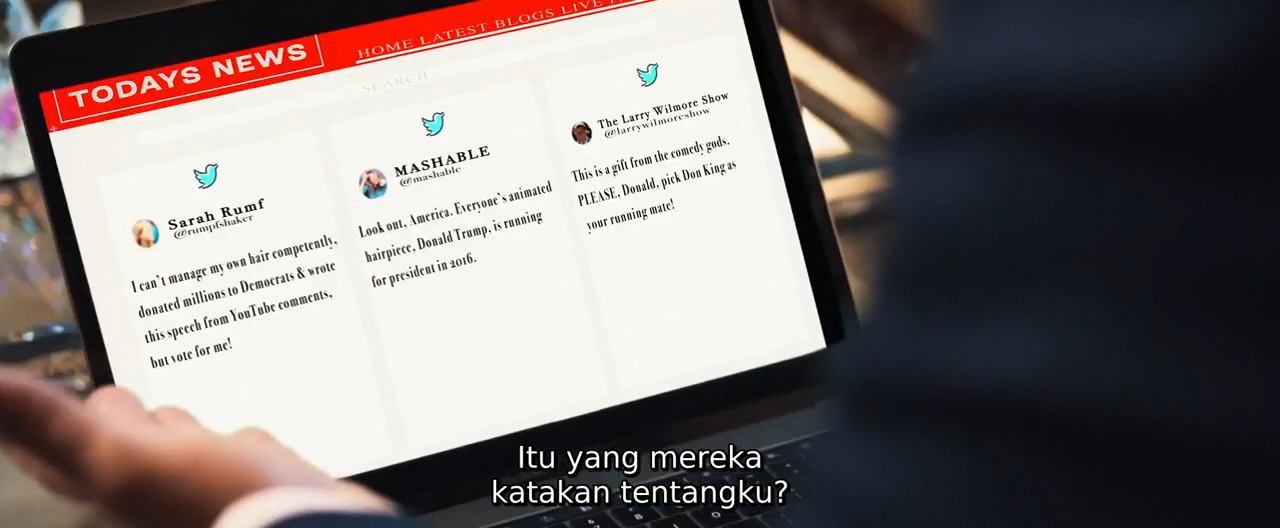 TODAYS NEWS
HOME LATEST BLOGS LIVE
SEARCH
Sarah Rumf
@rumpfshaker
I can't manage my own hair competently,
donated millions to Democrats & wrote
this speech from YouTube comments,
but vote for me!
MASHABLE
@mashable
Look out, America. Everyone's animated
hairpiece, Donald Trump, is running
for president in 2016.
The Larry Wilmore Show
@larrywilmoreshow
This is a gift from the comedy gods.
PLEASE, Donald, pick Don King as
your running mate!
Itu yang mereka
katakan tentangku?